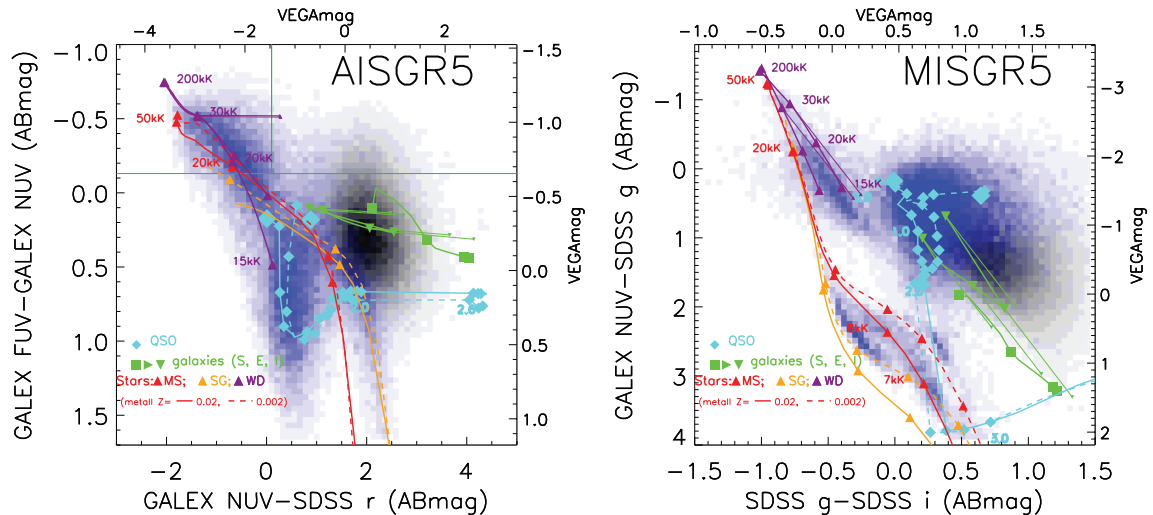 VEGAmag
−4 −2 0 2
AISGR5
GALEX FUV−GALEX NUV (ABmag)
−1.0
−0.5
0.0
0.5
1.0
1.5
200kK
50kK
30kK
20kK
20kK
15kK
2.0
QSO
galaxies (S, E, I)
Stars: MS; SG; WD
(metall Z= 0.02, 0.002)
−1.5
−1.0
−0.5
0.0
0.5
1.0
VEGAmag
−2 0 2 4
GALEX NUV−SDSS r (ABmag)
VEGAmag
−0.5 0.0 0.5 1.0 1.5
MISGR5
GALEX NUV−SDSS g (ABmag)
−1
0
1
2
3
4
200kK
50kK
30kK
20kK
20kK
15kK
1.0
2.0
7kK
3.0
QSO
galaxies (S, E, I)
Stars: MS; SG; WD
(metall Z= 0.02, 0.002)
−3
−2
−1
0
1
2
VEGAmag
−1.5 −1.0 −0.5 0.0 0.5 1.0 1.5
SDSS g−SDSS i (ABmag)